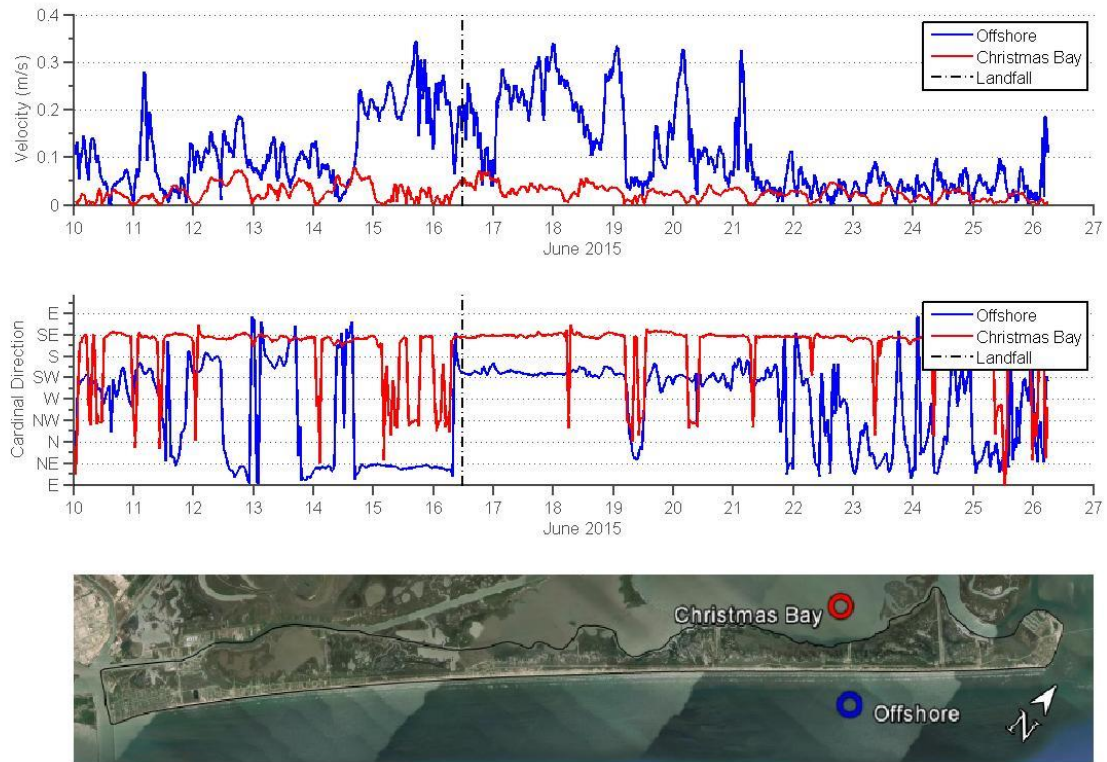 0.4
0.3
0.2
0.1
0
Velocity (m/s)
Offshore
Christmas Bay
Landfall
10 11 12 13 14 15 16 17 18 19 20 21 22 23 24 25 26 27
June 2015
E
SE
S
SW
W
NW
N
NE
E
Cardinal Direction
Offshore
Christmas Bay
Landfall
10 11 12 13 14 15 16 17 18 19 20 21 22 23 24 25 26 27
June 2015
Christmas Bay
Offshore
N